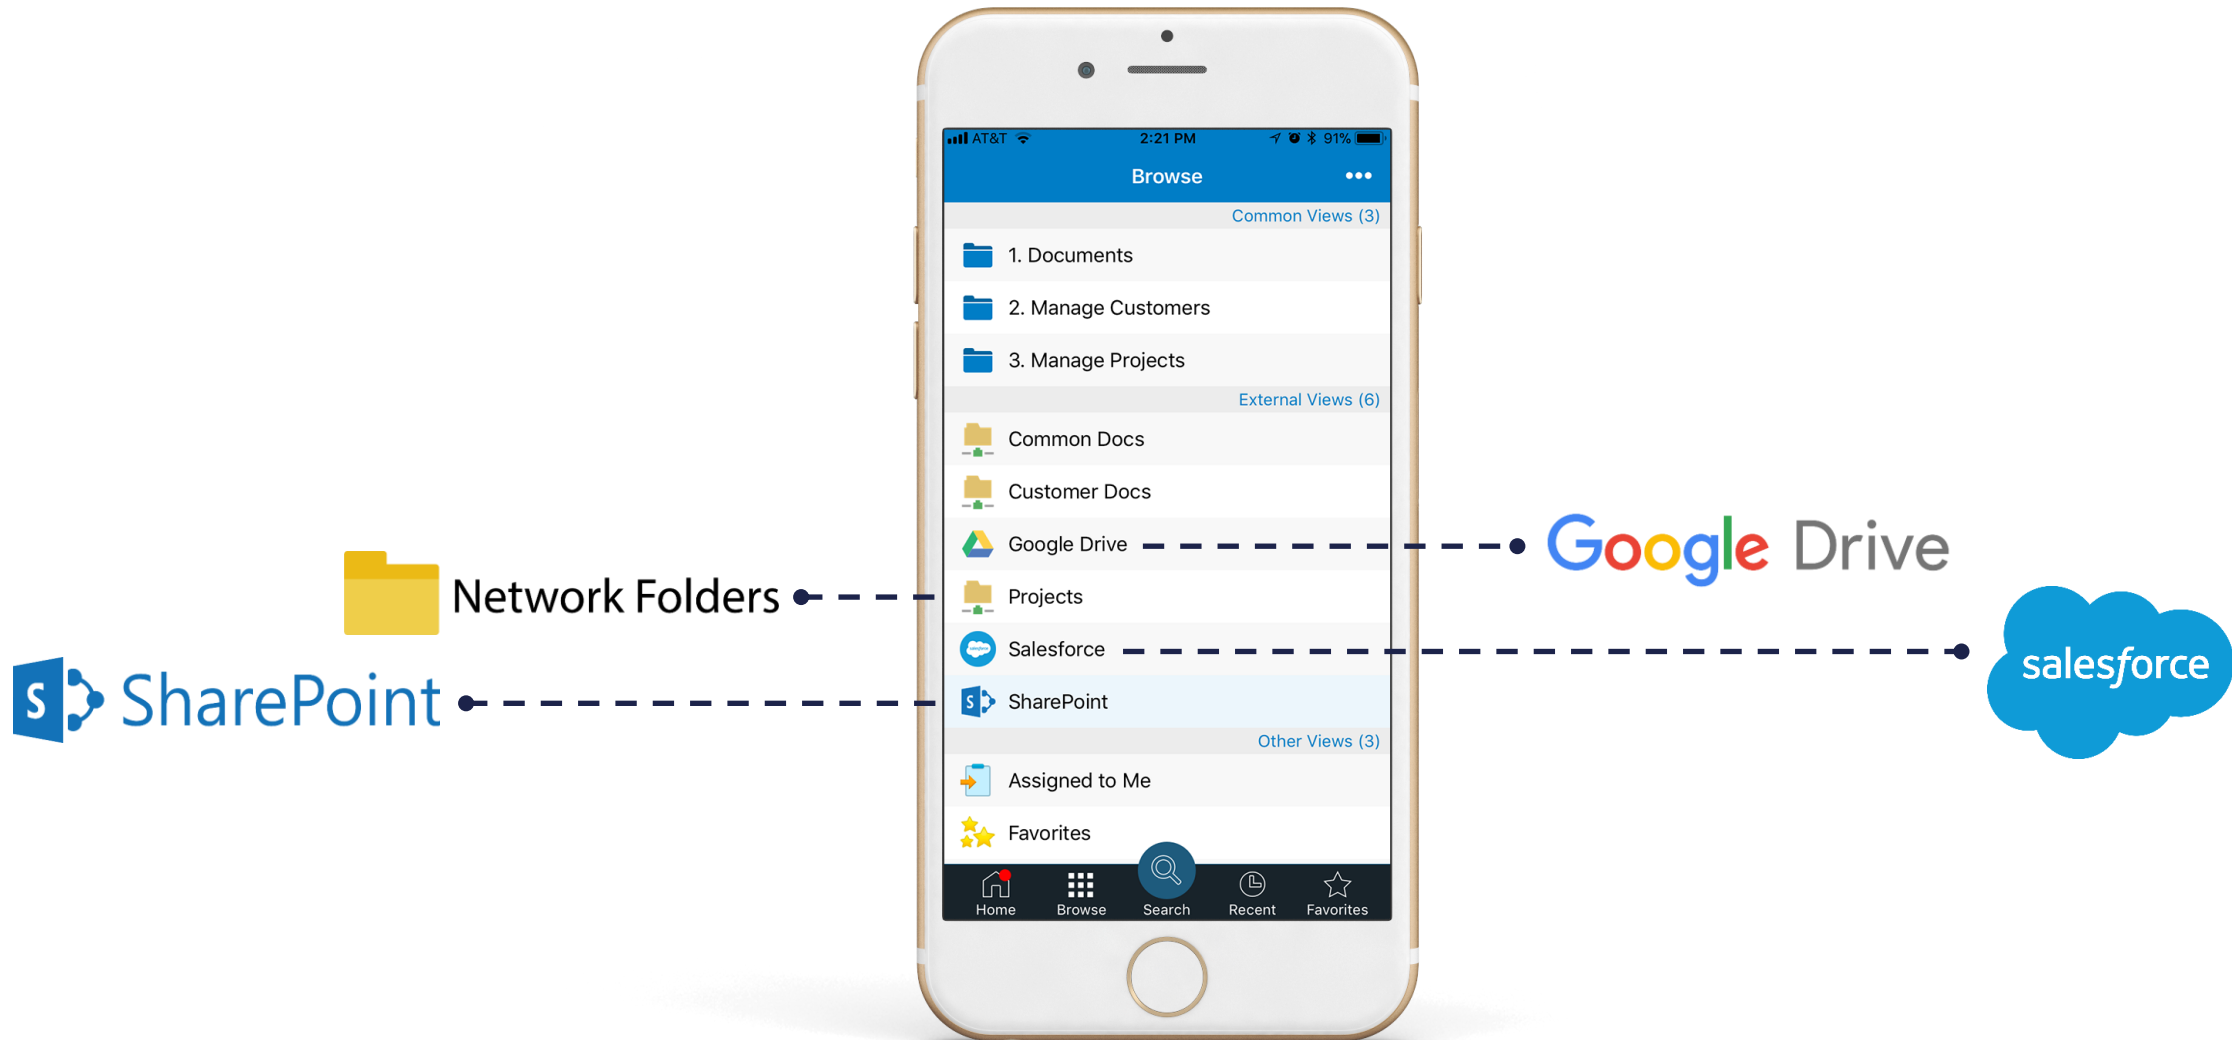 AT&T 2:21 PM 91%
Browse
Common Views (3)
1. Documents
2. Manage Customers
3. Manage Projects
External Views (6)
Common Docs
Customer Docs
Google Drive
Projects
Salesforce
SharePoint
Other Views (3)
Assigned to Me
Favorites
Home Browse Search Recent Favorites
Network Folders
S SharePoint
Google Drive
salesforce